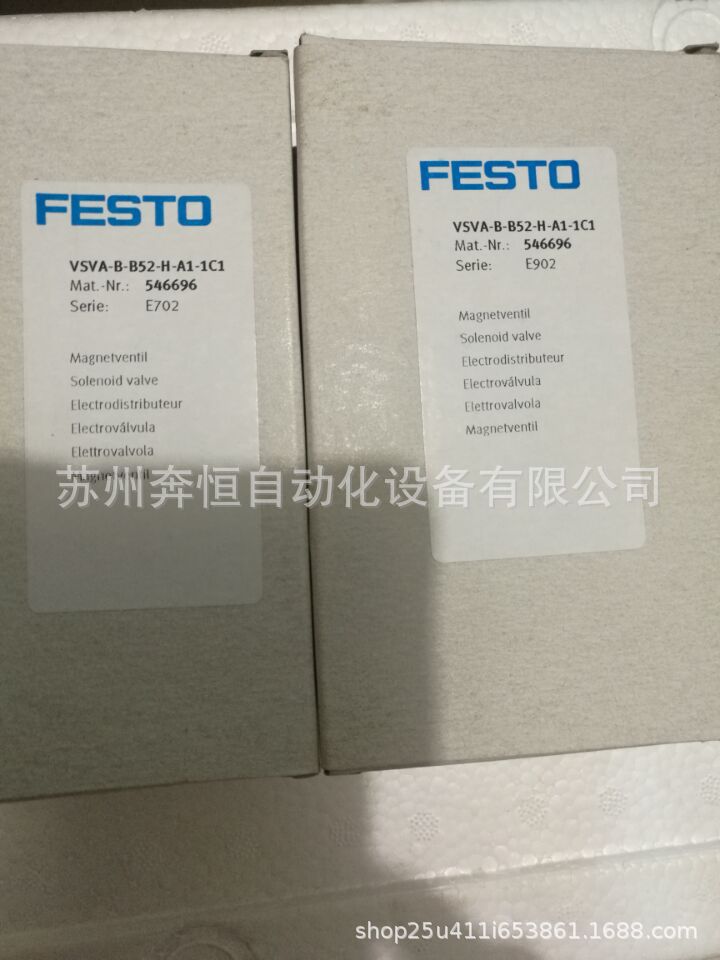 FESTO
VSVA-B-B52-H-A1-1C1
Mat.-Nr.: 546696
Serie: E702
Magnetventil
Solenoid valve
Electrodistributeur
Electroválvula
Elettrovalvola
Magnetventil
FESTO
VSVA-B-B52-H-A1-1C1
Mat.-Nr.: 546696
Serie: E902
Magnetventil
Solenoid valve
Electrodistributeur
Electroválvula
Elettrovalvola
Magnetventil
苏州奔恒自动化设备有限公司
shop25u411i653861.1688.com